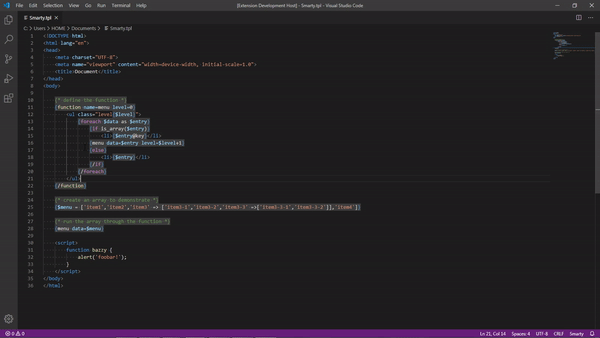 File Edit Selection View Go Run Terminal Help
[Extension Development Host] - Smarty.tpl - Visual Studio Code
Smarty.tpl
C: > Users > HOME > Documents > Smarty.tpl
1 <!DOCTYPE html>
2 <html lang="en">
3 <head>
4 <meta charset="UTF-8">
5 <meta name="viewport" content="width=device-width, initial-scale=1.0">
6 <title>Document</title>
7 </head>
8 <body>
9
10 {* define the function *}
11 {function name=menu level=0}
12 <ul class="level{$level}">
13 {foreach $data as $entry}
14 {if is_array($entry)}
15 <li>{$entry@key}</li>
16 {menu data=$entry level=$level+1}
17 {else}
18 <li>{$entry}</li>
19 {/if}
20 {/foreach}
21 </ul>
22 {/function}
23
24 {* create an array to demonstrate *}
25 {$menu = ['item1','item2','item3' => ['item3-1','item3-2','item3-3' =>['item3-3-1','item3-3-2']],'item4']}
26
27 {* run the array through the function *}
28 {menu data=$menu}
29
30 <script>
31 function bazzy {
32 alert('foobar!');
33 }
34 </script>
35 </body>
36 </html>
0 0
Ln 21, Col 14 Spaces: 4 UTF-8 CRLF Smarty